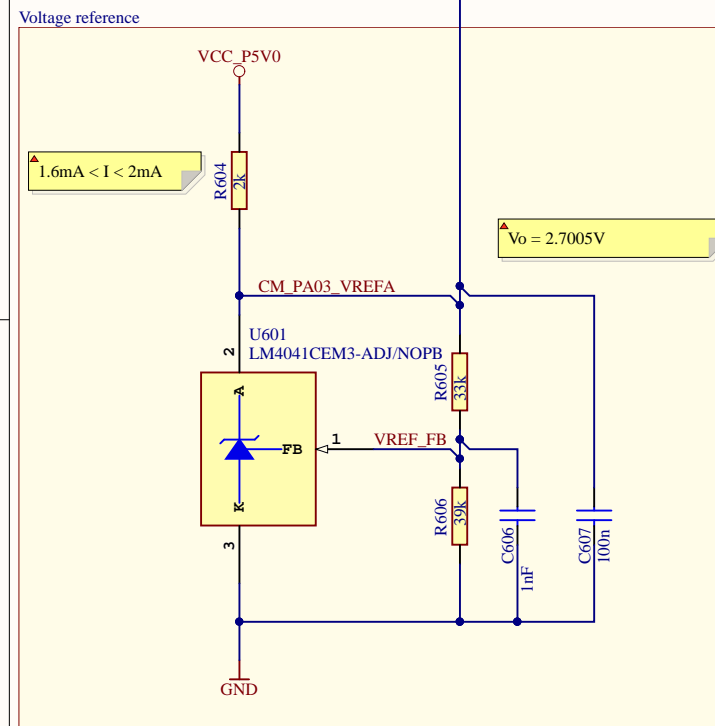 Voltage reference
VCC_P5V0
1.6mA < I < 2mA
R604
2k
Vo = 2.7005V
CM_PA03_VREFA
U601
LM4041CEM3-ADJ/NOPB
2
A
R605
33k
FB
1
VREF_FB
K
R606
39k
3
C606
1nF
C607
100n
GND